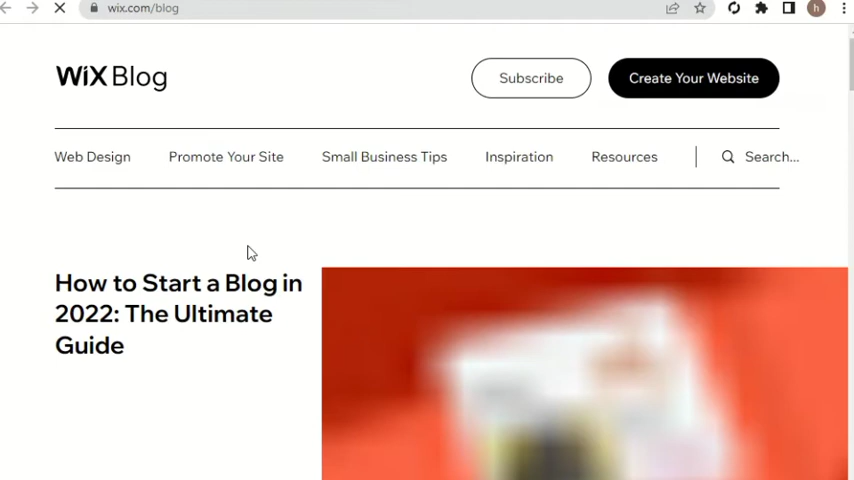 wix.com/blog
h
WiX Blog
Subscribe
Create Your Website
Web Design
Promote Your Site
Small Business Tips
Inspiration
Resources
Search...
How to Start a Blog in
2022: The Ultimate
Guide